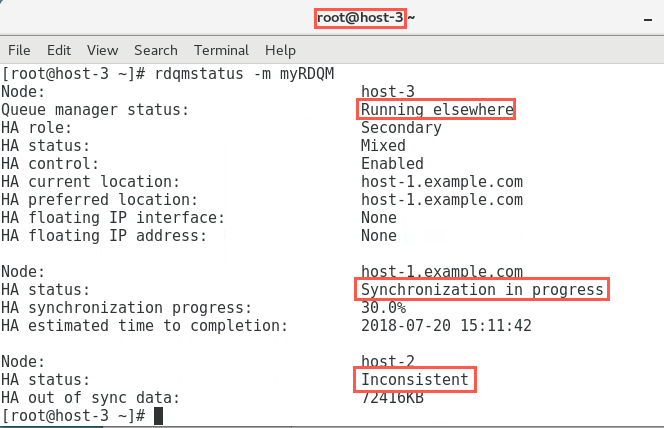 root@host-3:~
File Edit View Search Terminal Help
[root@host-3 ~]# rdqmstatus -m myRDQM
Node: host-3
Queue manager status: Running elsewhere
HA role: Secondary
HA status: Mixed
HA control: Enabled
HA current location: host-1.example.com
HA preferred location: host-1.example.com
HA floating IP interface: None
HA floating IP address: None
Node: host-1.example.com
HA status: Synchronization in progress
HA synchronization progress: 30.0%
HA estimated time to completion: 2018-07-20 15:11:42
Node: host-2
HA status: Inconsistent
HA out of sync data: 72416KB
[root@host-3 ~]#